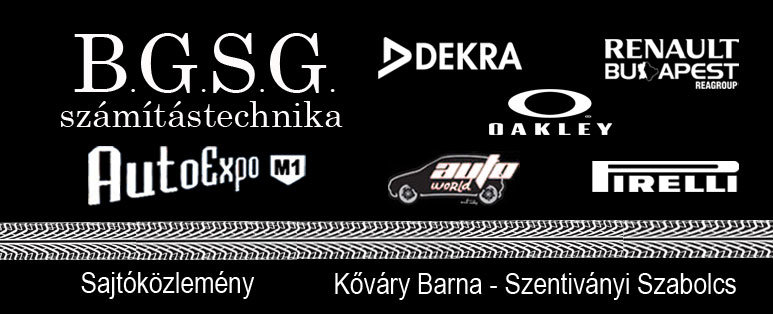 B.G.S.G.
számítástechnika
DEKRA
RENAULT
BUDAPEST
REAGROUP
OAKLEY
AutoExpo M1
auto
world
PIRELLI
Sajtóközlemény
Kőváry Barna - Szentiványi Szabolcs